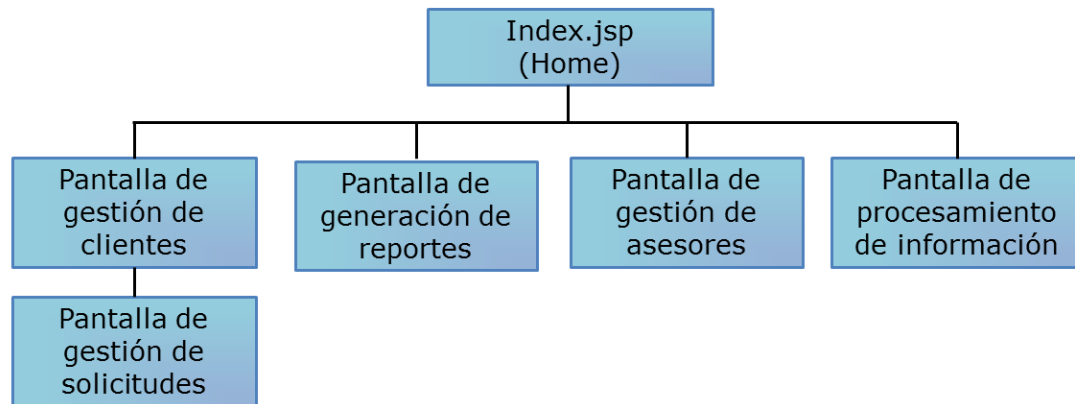 Index.jsp
(Home)
Pantalla de
gestión de
clientes
Pantalla de
generación de
reportes
Pantalla de
gestión de
asesores
Pantalla de
procesamiento
de información
Pantalla de
gestión de
solicitudes